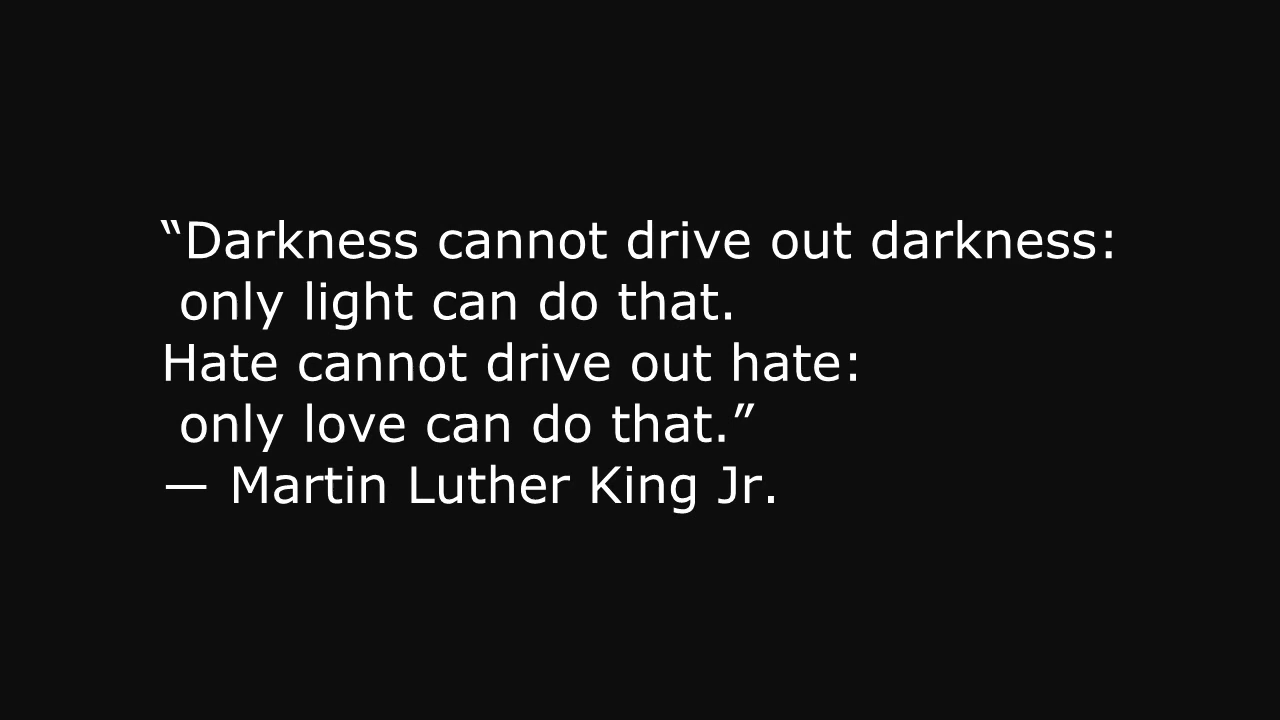 “Darkness cannot drive out darkness:
only light can do that.
Hate cannot drive out hate:
only love can do that.”
— Martin Luther King Jr.